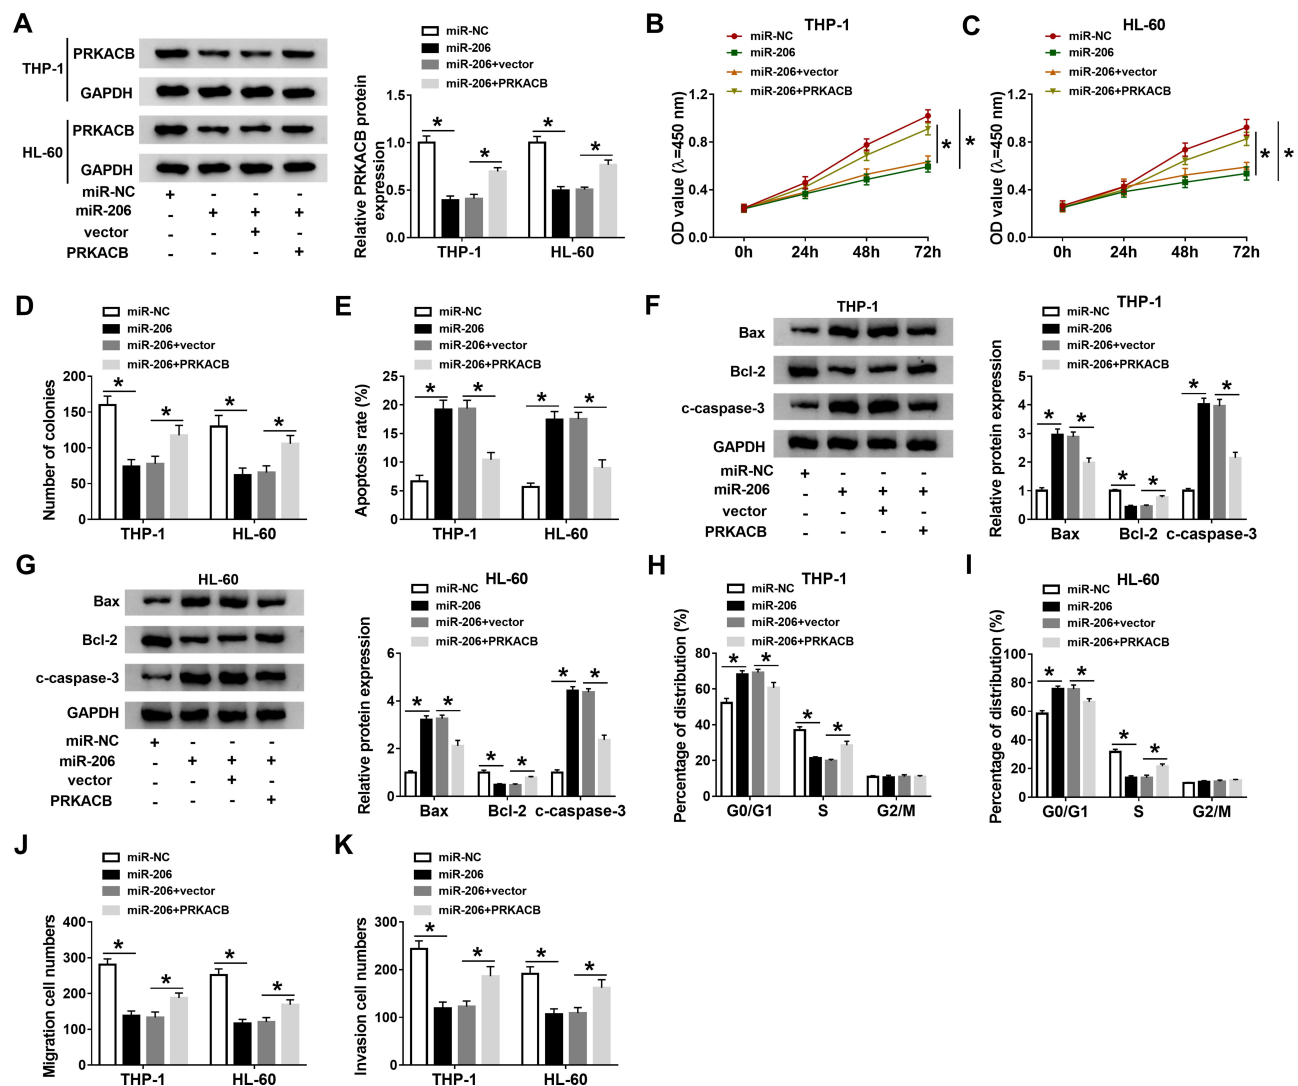 A
THP-1
PRKACB
GAPDH
HL-60
PRKACB
GAPDH
miR-NC + - - -
miR-206 - + + +
vector - - + -
PRKACB - - - +
miR-NC
miR-206
miR-206+vector
miR-206+PRKACB
Relative PRKACB protein
expression
1.5
1.0
0.5
0.0
* * * *
THP-1 HL-60
B
THP-1
miR-NC
miR-206
miR-206+vector
miR-206+PRKACB
OD value (λ=450 nm)
1.2
0.8
0.4
0.0
0h 24h 48h 72h
* *
C
HL-60
miR-NC
miR-206
miR-206+vector
miR-206+PRKACB
OD value (λ=450 nm)
1.2
0.8
0.4
0.0
0h 24h 48h 72h
* *
D
miR-NC
miR-206
miR-206+vector
miR-206+PRKACB
Number of colonies
200
150
100
50
0
* * * *
THP-1 HL-60
E
miR-NC
miR-206
miR-206+vector
miR-206+PRKACB
Apoptosis rate (%)
25
20
15
10
5
0
* * * *
THP-1 HL-60
F
THP-1
Bax
Bcl-2
c-caspase-3
GAPDH
miR-NC + - - -
miR-206 - + + +
vector - - + -
PRKACB - - - +
THP-1
miR-NC
miR-206
miR-206+vector
miR-206+PRKACB
Relative protein expression
5
4
3
2
1
0
* * * * * *
Bax Bcl-2 c-caspase-3
G
HL-60
Bax
Bcl-2
c-caspase-3
GAPDH
miR-NC + - - -
miR-206 - + + +
vector - - + -
PRKACB - - - +
HL-60
miR-NC
miR-206
miR-206+vector
miR-206+PRKACB
Relative protein expression
6
4
2
0
* * * * * *
Bax Bcl-2 c-caspase-3
H
THP-1
miR-NC
miR-206
miR-206+vector
miR-206+PRKACB
Percentage of distribution (%)
80
60
40
20
0
* * * *
G0/G1 S G2/M
I
HL-60
miR-NC
miR-206
miR-206+vector
miR-206+PRKACB
Percentage of distribution (%)
100
80
60
40
20
0
* * * *
G0/G1 S G2/M
J
miR-NC
miR-206
miR-206+vector
miR-206+PRKACB
Migration cell numbers
400
300
200
100
0
* * * *
THP-1 HL-60
K
miR-NC
miR-206
miR-206+vector
miR-206+PRKACB
Invasion cell numbers
300
200
100
0
* * * *
THP-1 HL-60